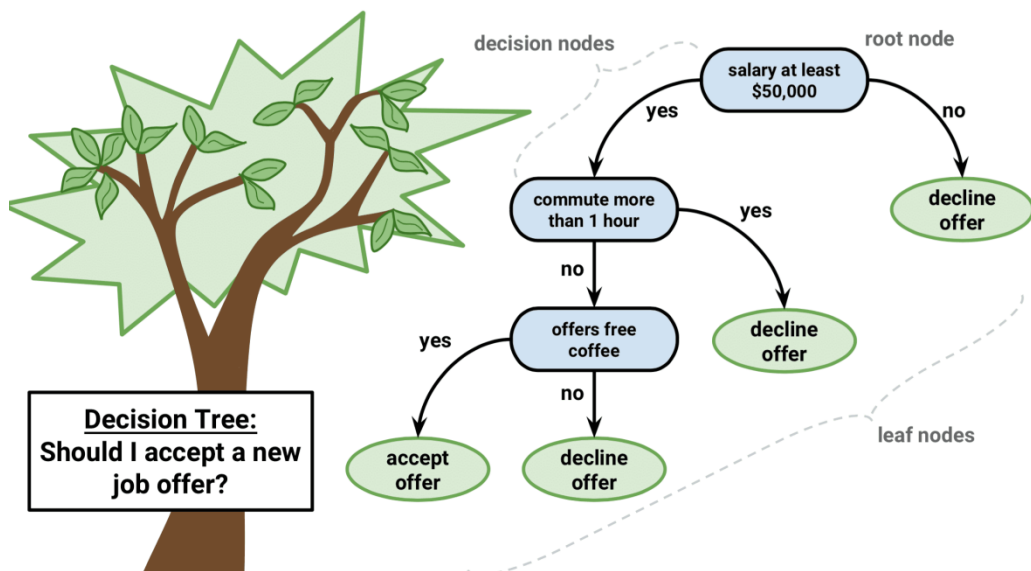 decision nodes
root node
salary at least
$50,000
yes
no
decline
offer
commute more
than 1 hour
yes
no
decline
offer
offers free
coffee
yes
no
accept
offer
decline
offer
leaf nodes
Decision Tree:
Should I accept a new
job offer?